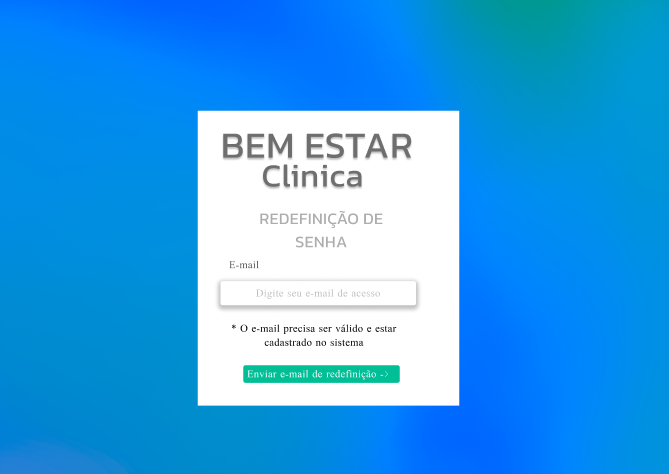 BEM ESTAR
Clinica
REDEFINIÇÃO DE
SENHA
E-mail
Digite seu e-mail de acesso
* O e-mail precisa ser válido e estar
cadastrado no sistema
Enviar e-mail de redefinição ->